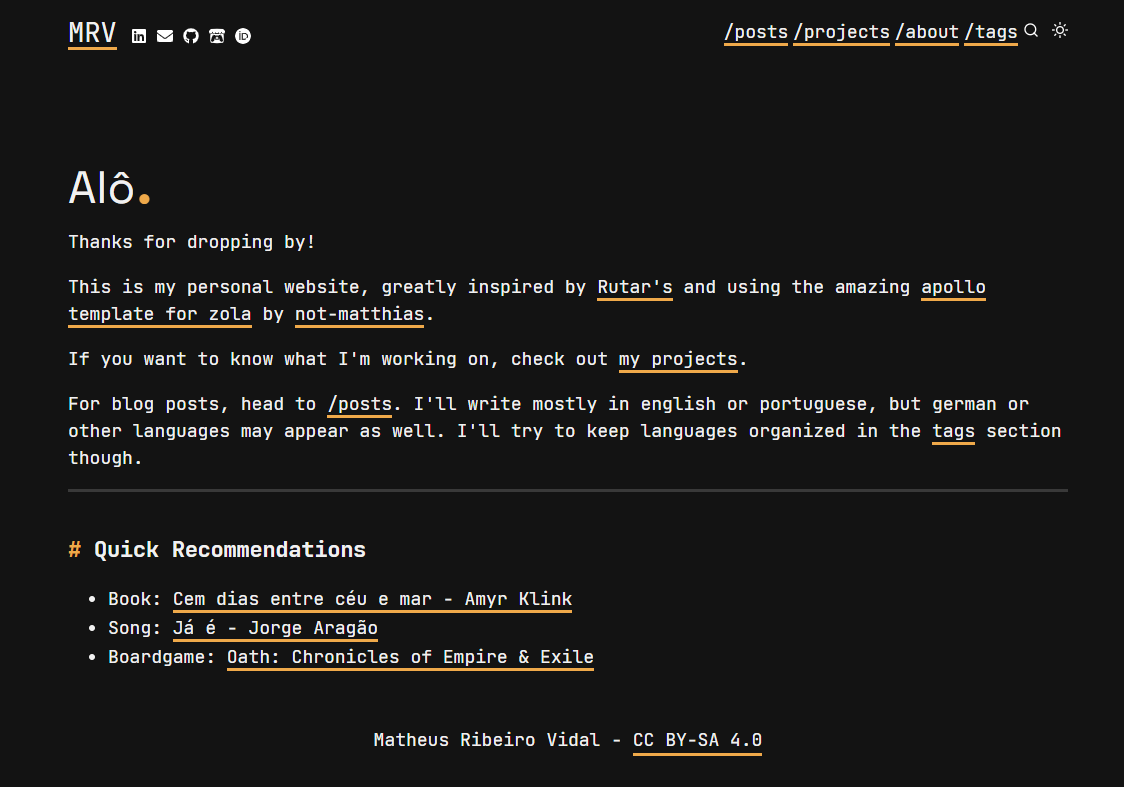 MRV /posts /projects /about /tags
Alô.
Thanks for dropping by!
This is my personal website, greatly inspired by Rutar's and using the amazing apollo
template for zola by not-matthias.
If you want to know what I'm working on, check out my projects.
For blog posts, head to /posts. I'll write mostly in english or portuguese, but german or
other languages may appear as well. I'll try to keep languages organized in the tags section
though.
# Quick Recommendations
• Book: Cem dias entre céu e mar - Amyr Klink
• Song: Já é - Jorge Aragão
• Boardgame: Oath: Chronicles of Empire & Exile
Matheus Ribeiro Vidal - CC BY-SA 4.0